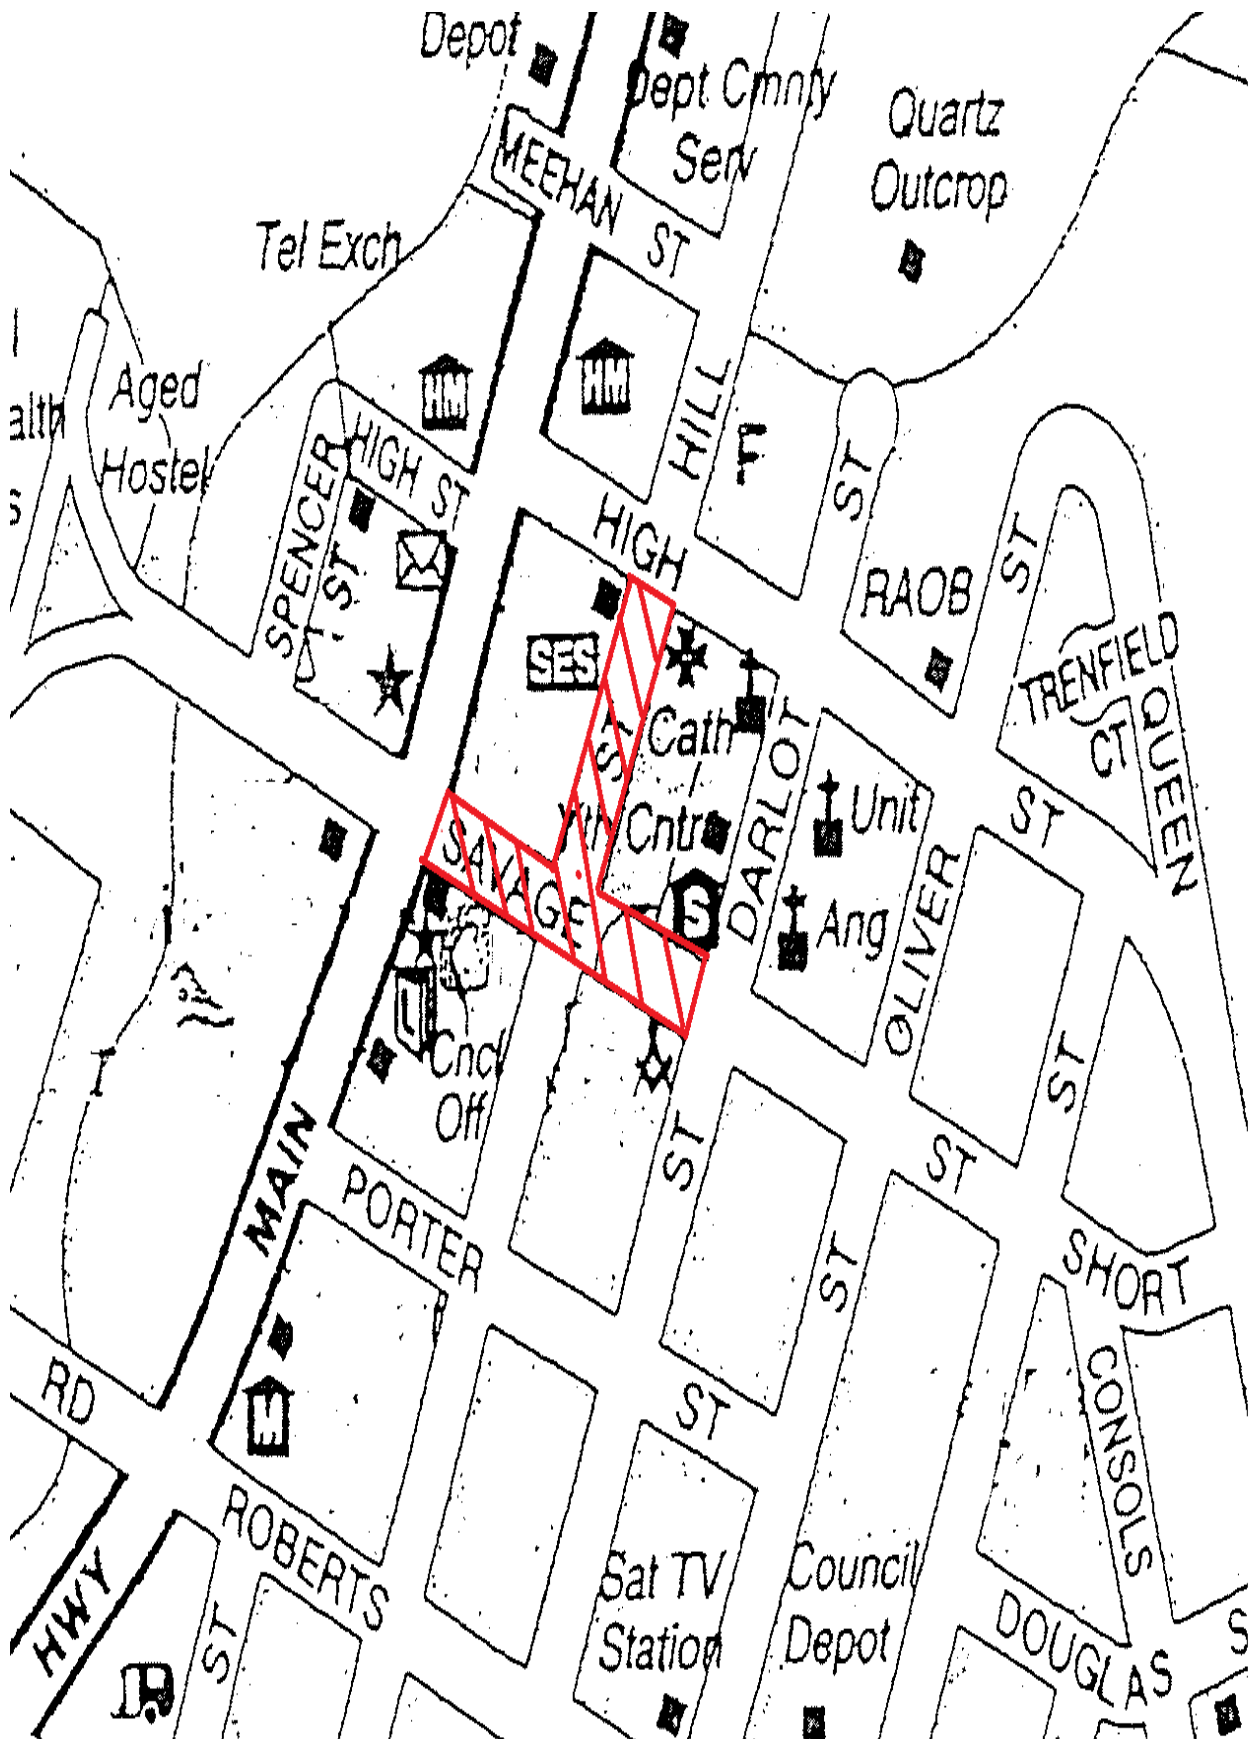 Depot
Dept Cmnty
Serv
Quartz
Outcrop
MEEHAN
ST
Tel Exch
HM
HM
Aged
Hostel
alth
s
HILL
ST
HIGH ST
SPENCER
ST
HIGH
ST
RAOB
ST
TRENFIELD
CT
QUEEN
SES
ST
Cath
Yth Cntr
DARLOT
Unit
ST
SAVAGE
S
Ang
OLIVER
L
Cncl
Off
ST
ST
ST
MAIN
PORTER
ST
SHORT
RD
E
ST
CONSOLS
ROBERTS
HWY
ST
Sat TV
Station
Council
Depot
DOUGLAS
S